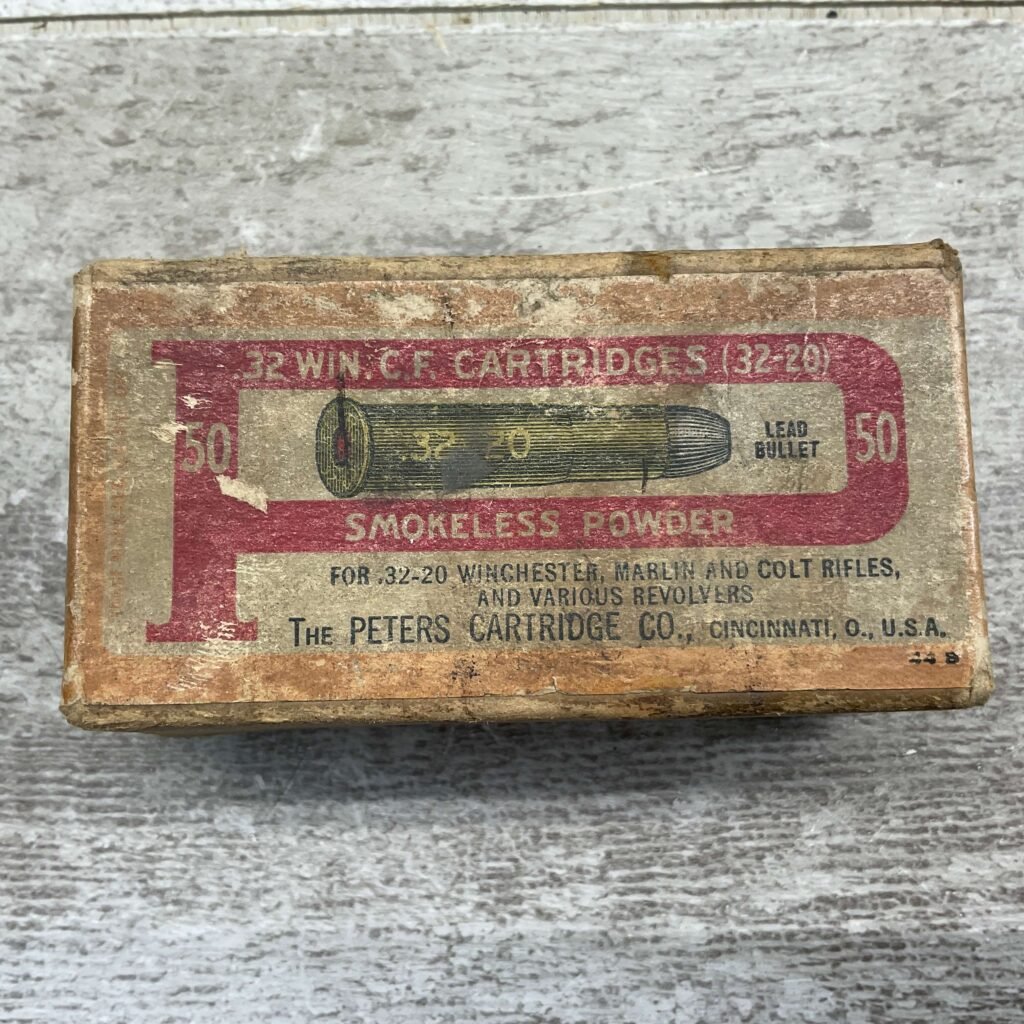 .32 WIN. C.F. CARTRIDGES (32-20)
50
.32 20
LEAD
BULLET
50
SMOKELESS POWDER
FOR .32-20 WINCHESTER, MARLIN AND COLT RIFLES,
AND VARIOUS REVOLVERS
THE PETERS CARTRIDGE CO., CINCINNATI, O., U.S.A.